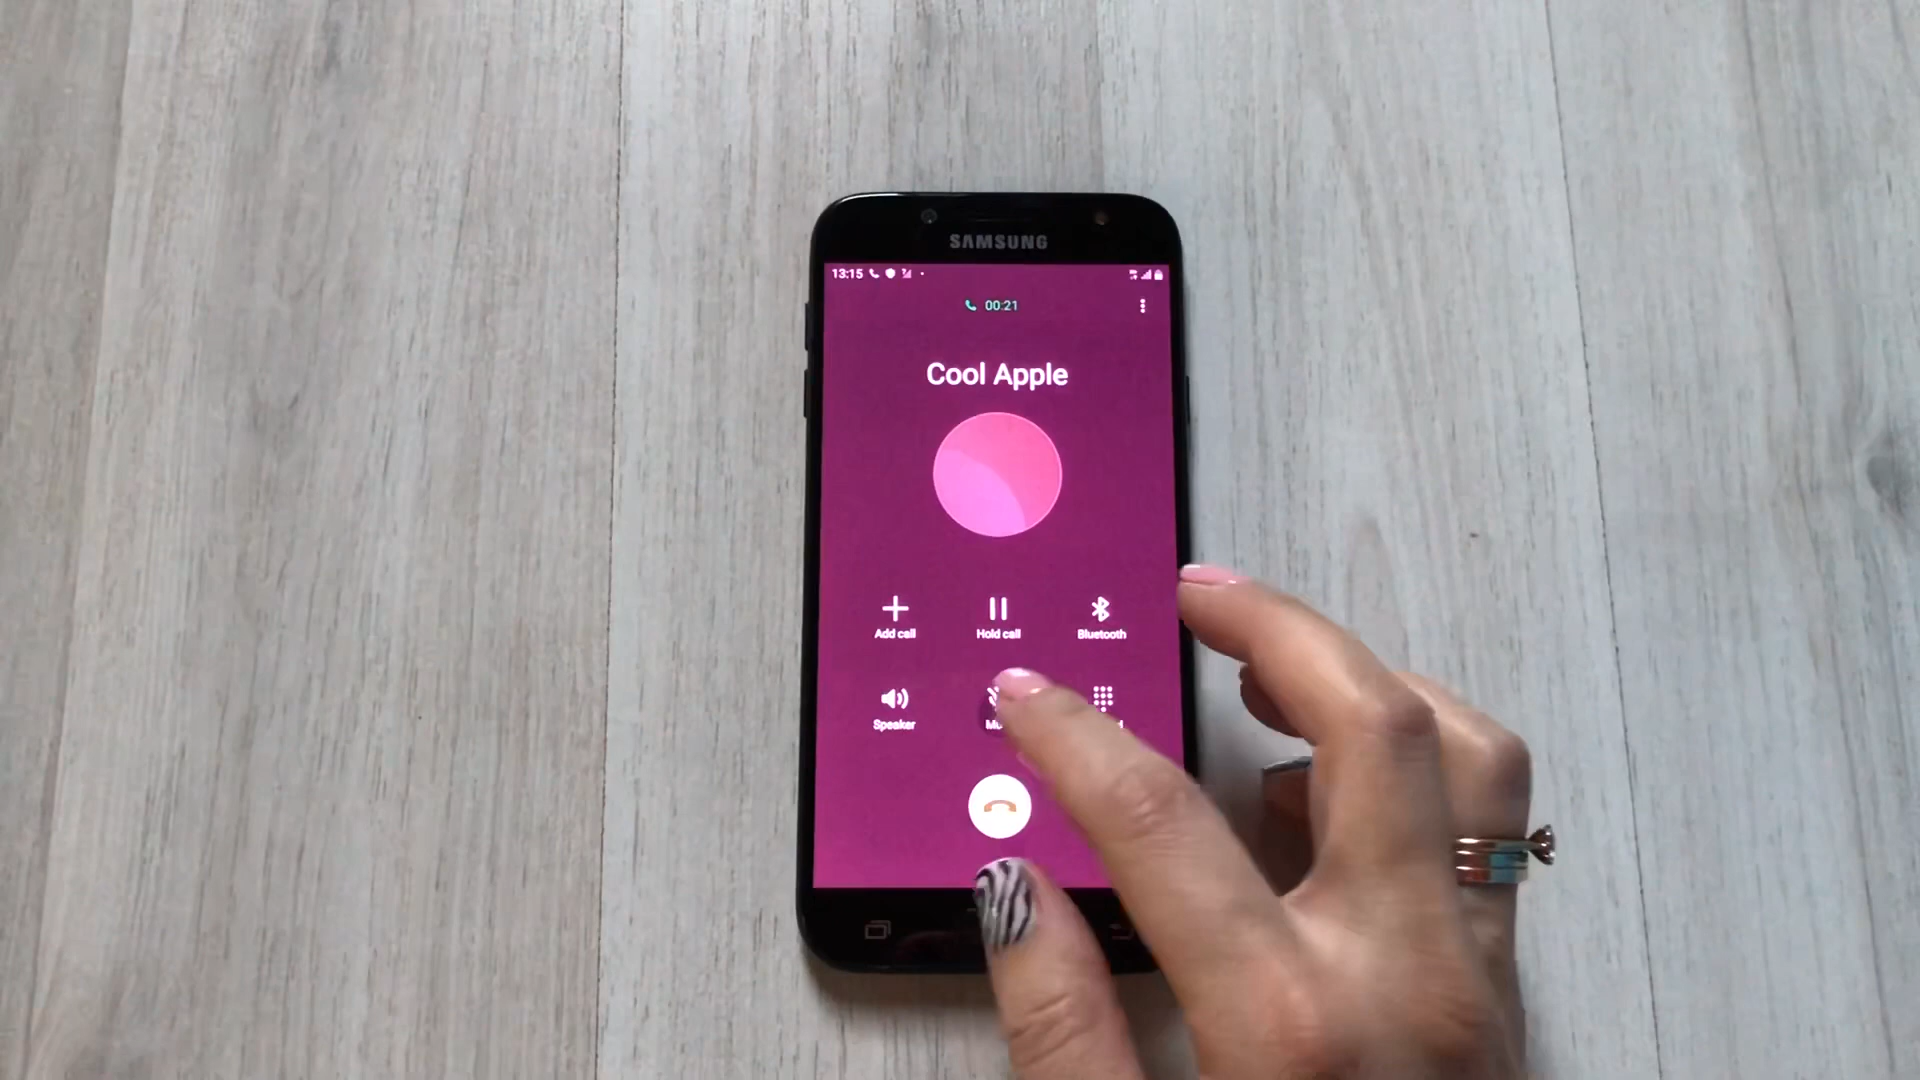 SAMSUNG
13:15
00:21
Cool Apple
Add call
Hold call
Bluetooth
Speaker